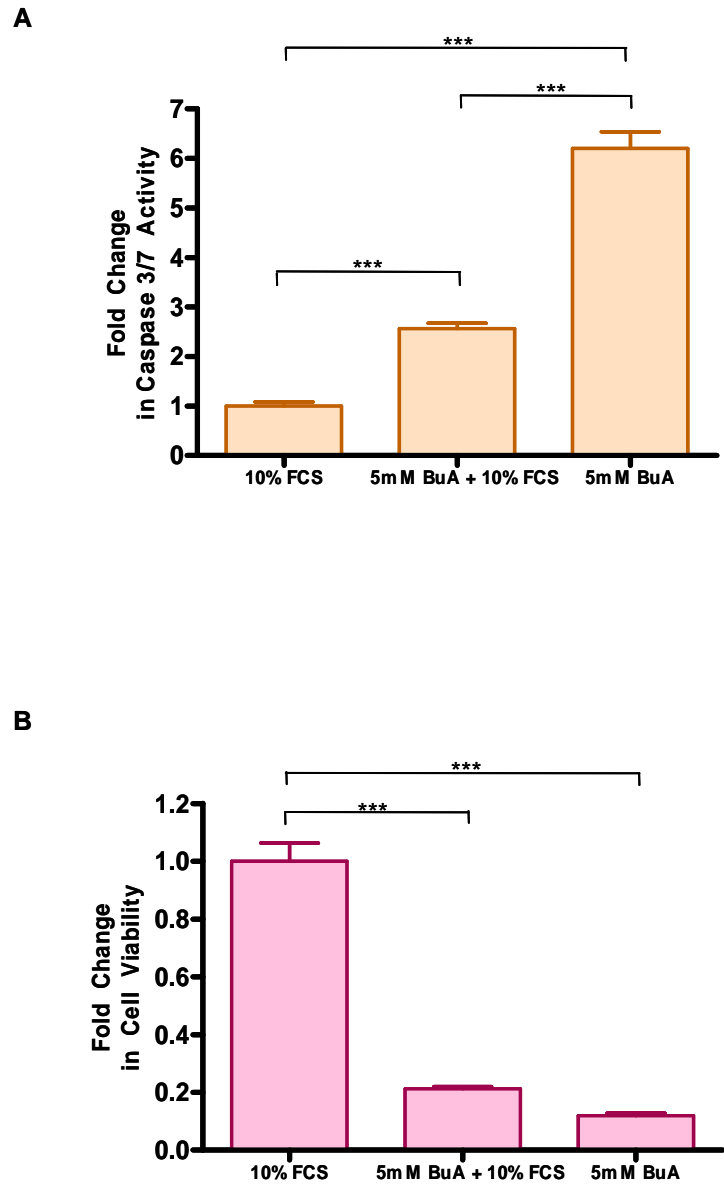 A
***
***
7
6
5
4
3
2
1
0
***
Fold Change
in Caspase 3/7 Activity
10% FCS 5mM BuA + 10% FCS 5mM BuA
B
***
***
1.2
1.0
0.8
0.6
0.4
0.2
0.0
Fold Change
in Cell Viability
10% FCS 5mM BuA + 10% FCS 5mM BuA